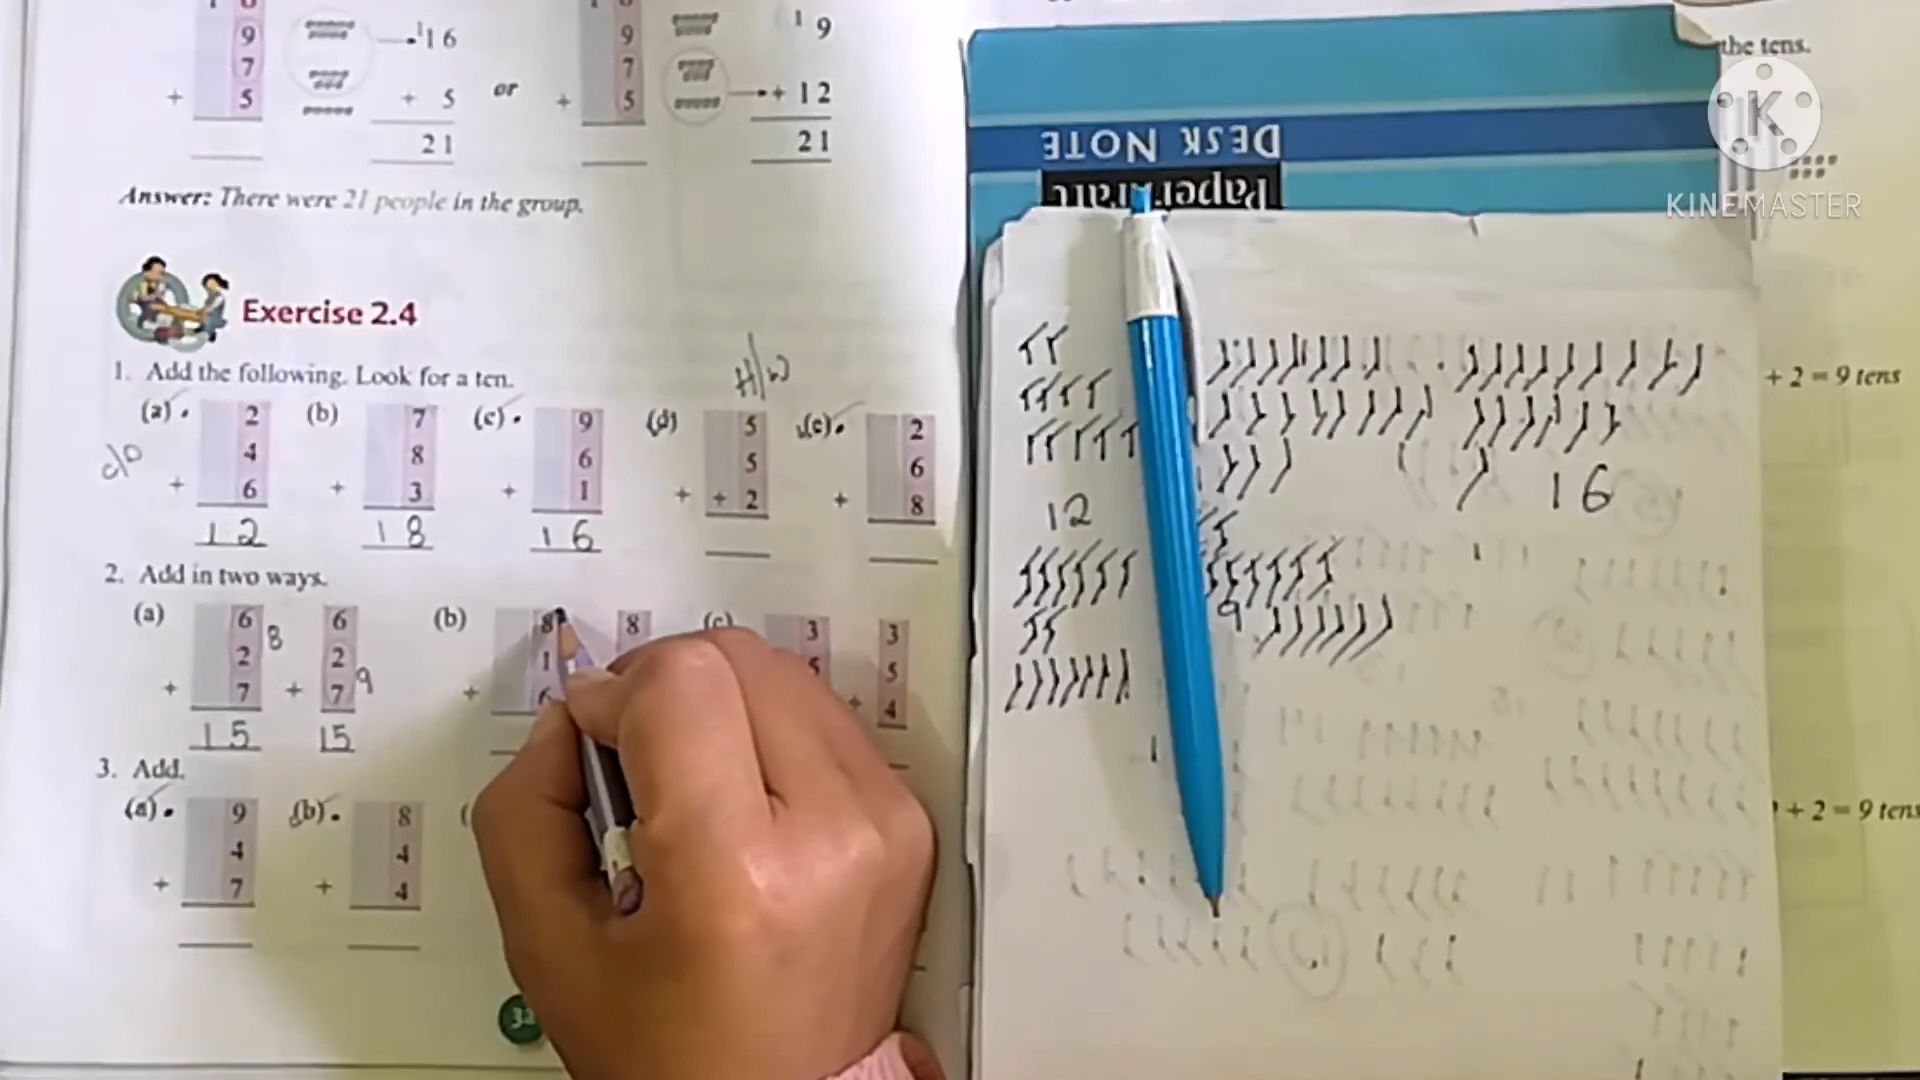 9 16 9 1 9
7 7
+ 5 + 5 or + 5 + 12
21 21
Answer: There were 21 people in the group.
Exercise 2.4
H/W
1. Add the following. Look for a ten.
(a) 2 (b) 7 (c) 9 (d) 5 (e) 2
4 8 6 5 6
+ 6 + 3 + 1 + + 2 + 8
12 18 16
2. Add in two ways.
(a) 6 6 (b) 8 8 (c) 3 3
2 8 2 1 5 5
+ 7 + 7 9 + 6 + 4
15 15
3. Add.
(a) 9 (b) 8
4 4
+ 7 + 4
the tens.
KINEMASTER
DESK NOTE
+ 2 = 9 tens
16
12
9
+ 2 = 9 tens